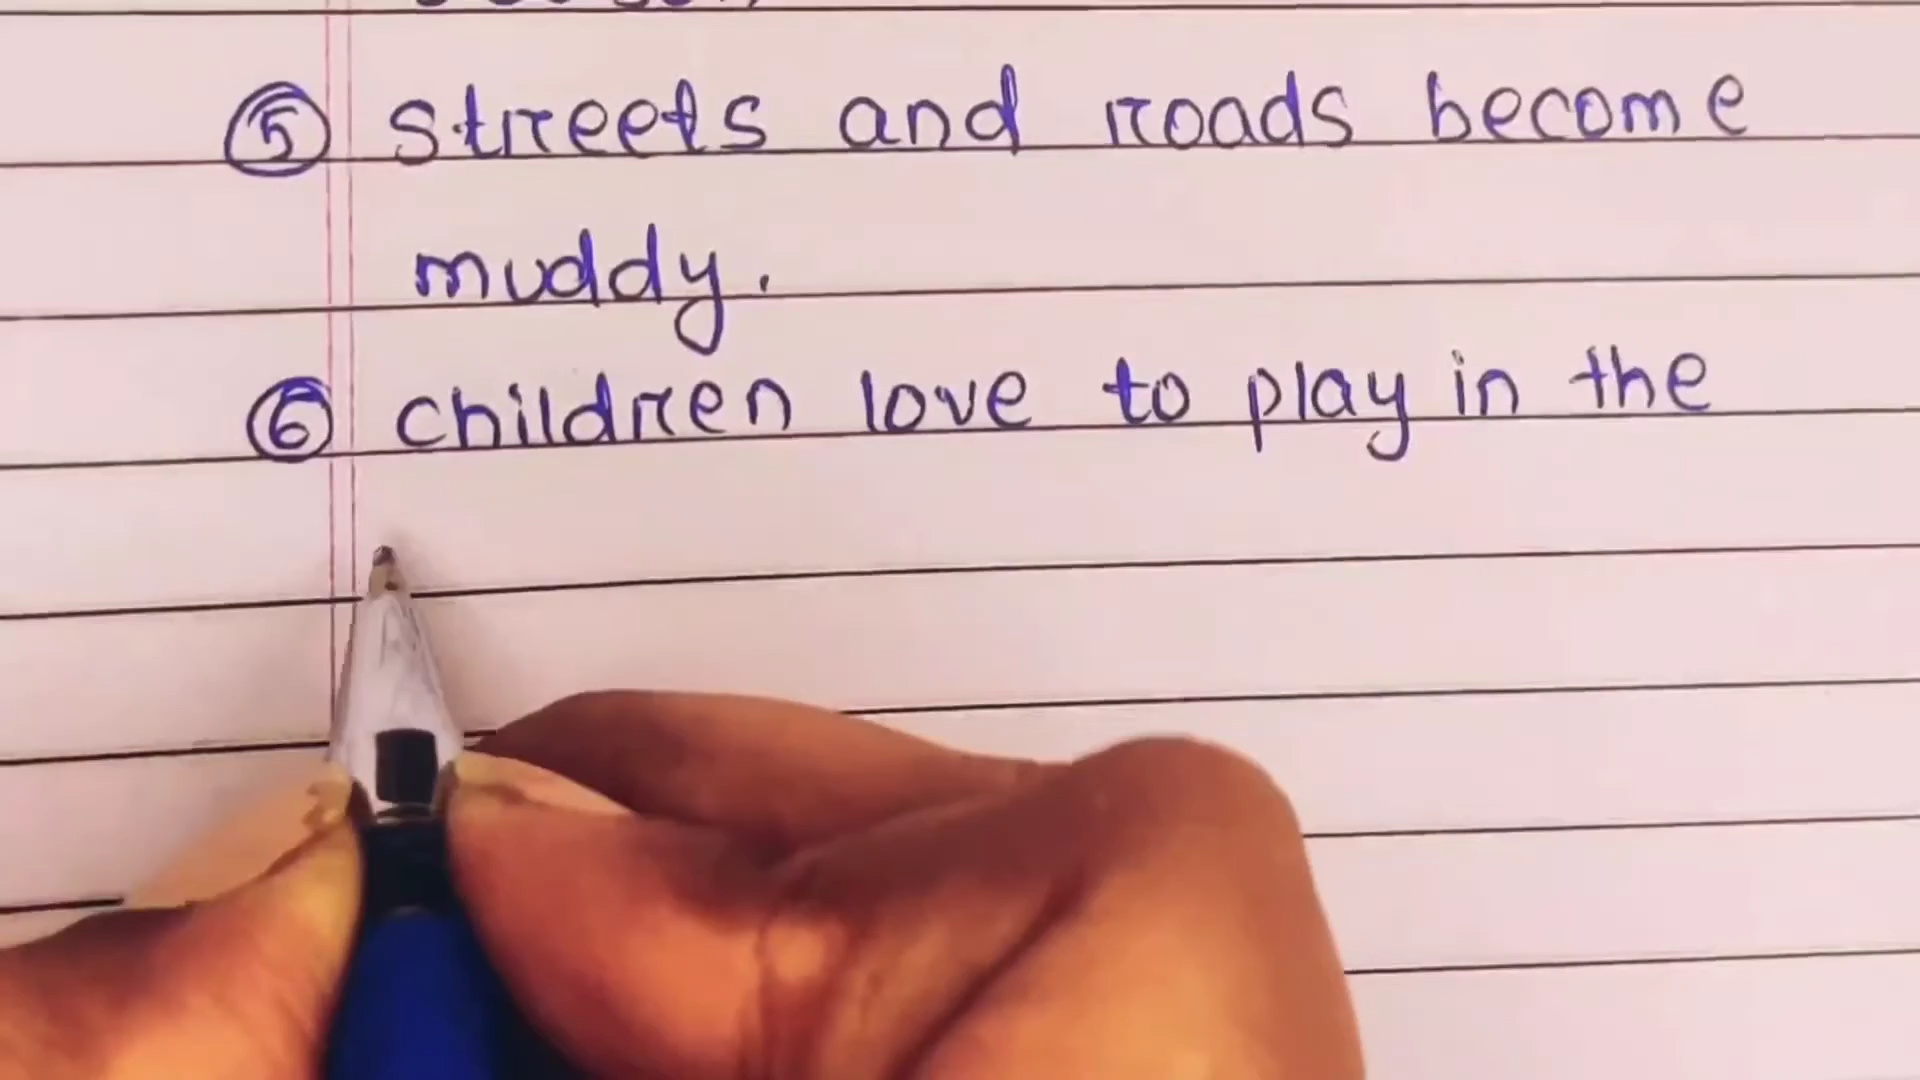 ⑤ streets and roads become
muddy.
⑥ children love to play in the